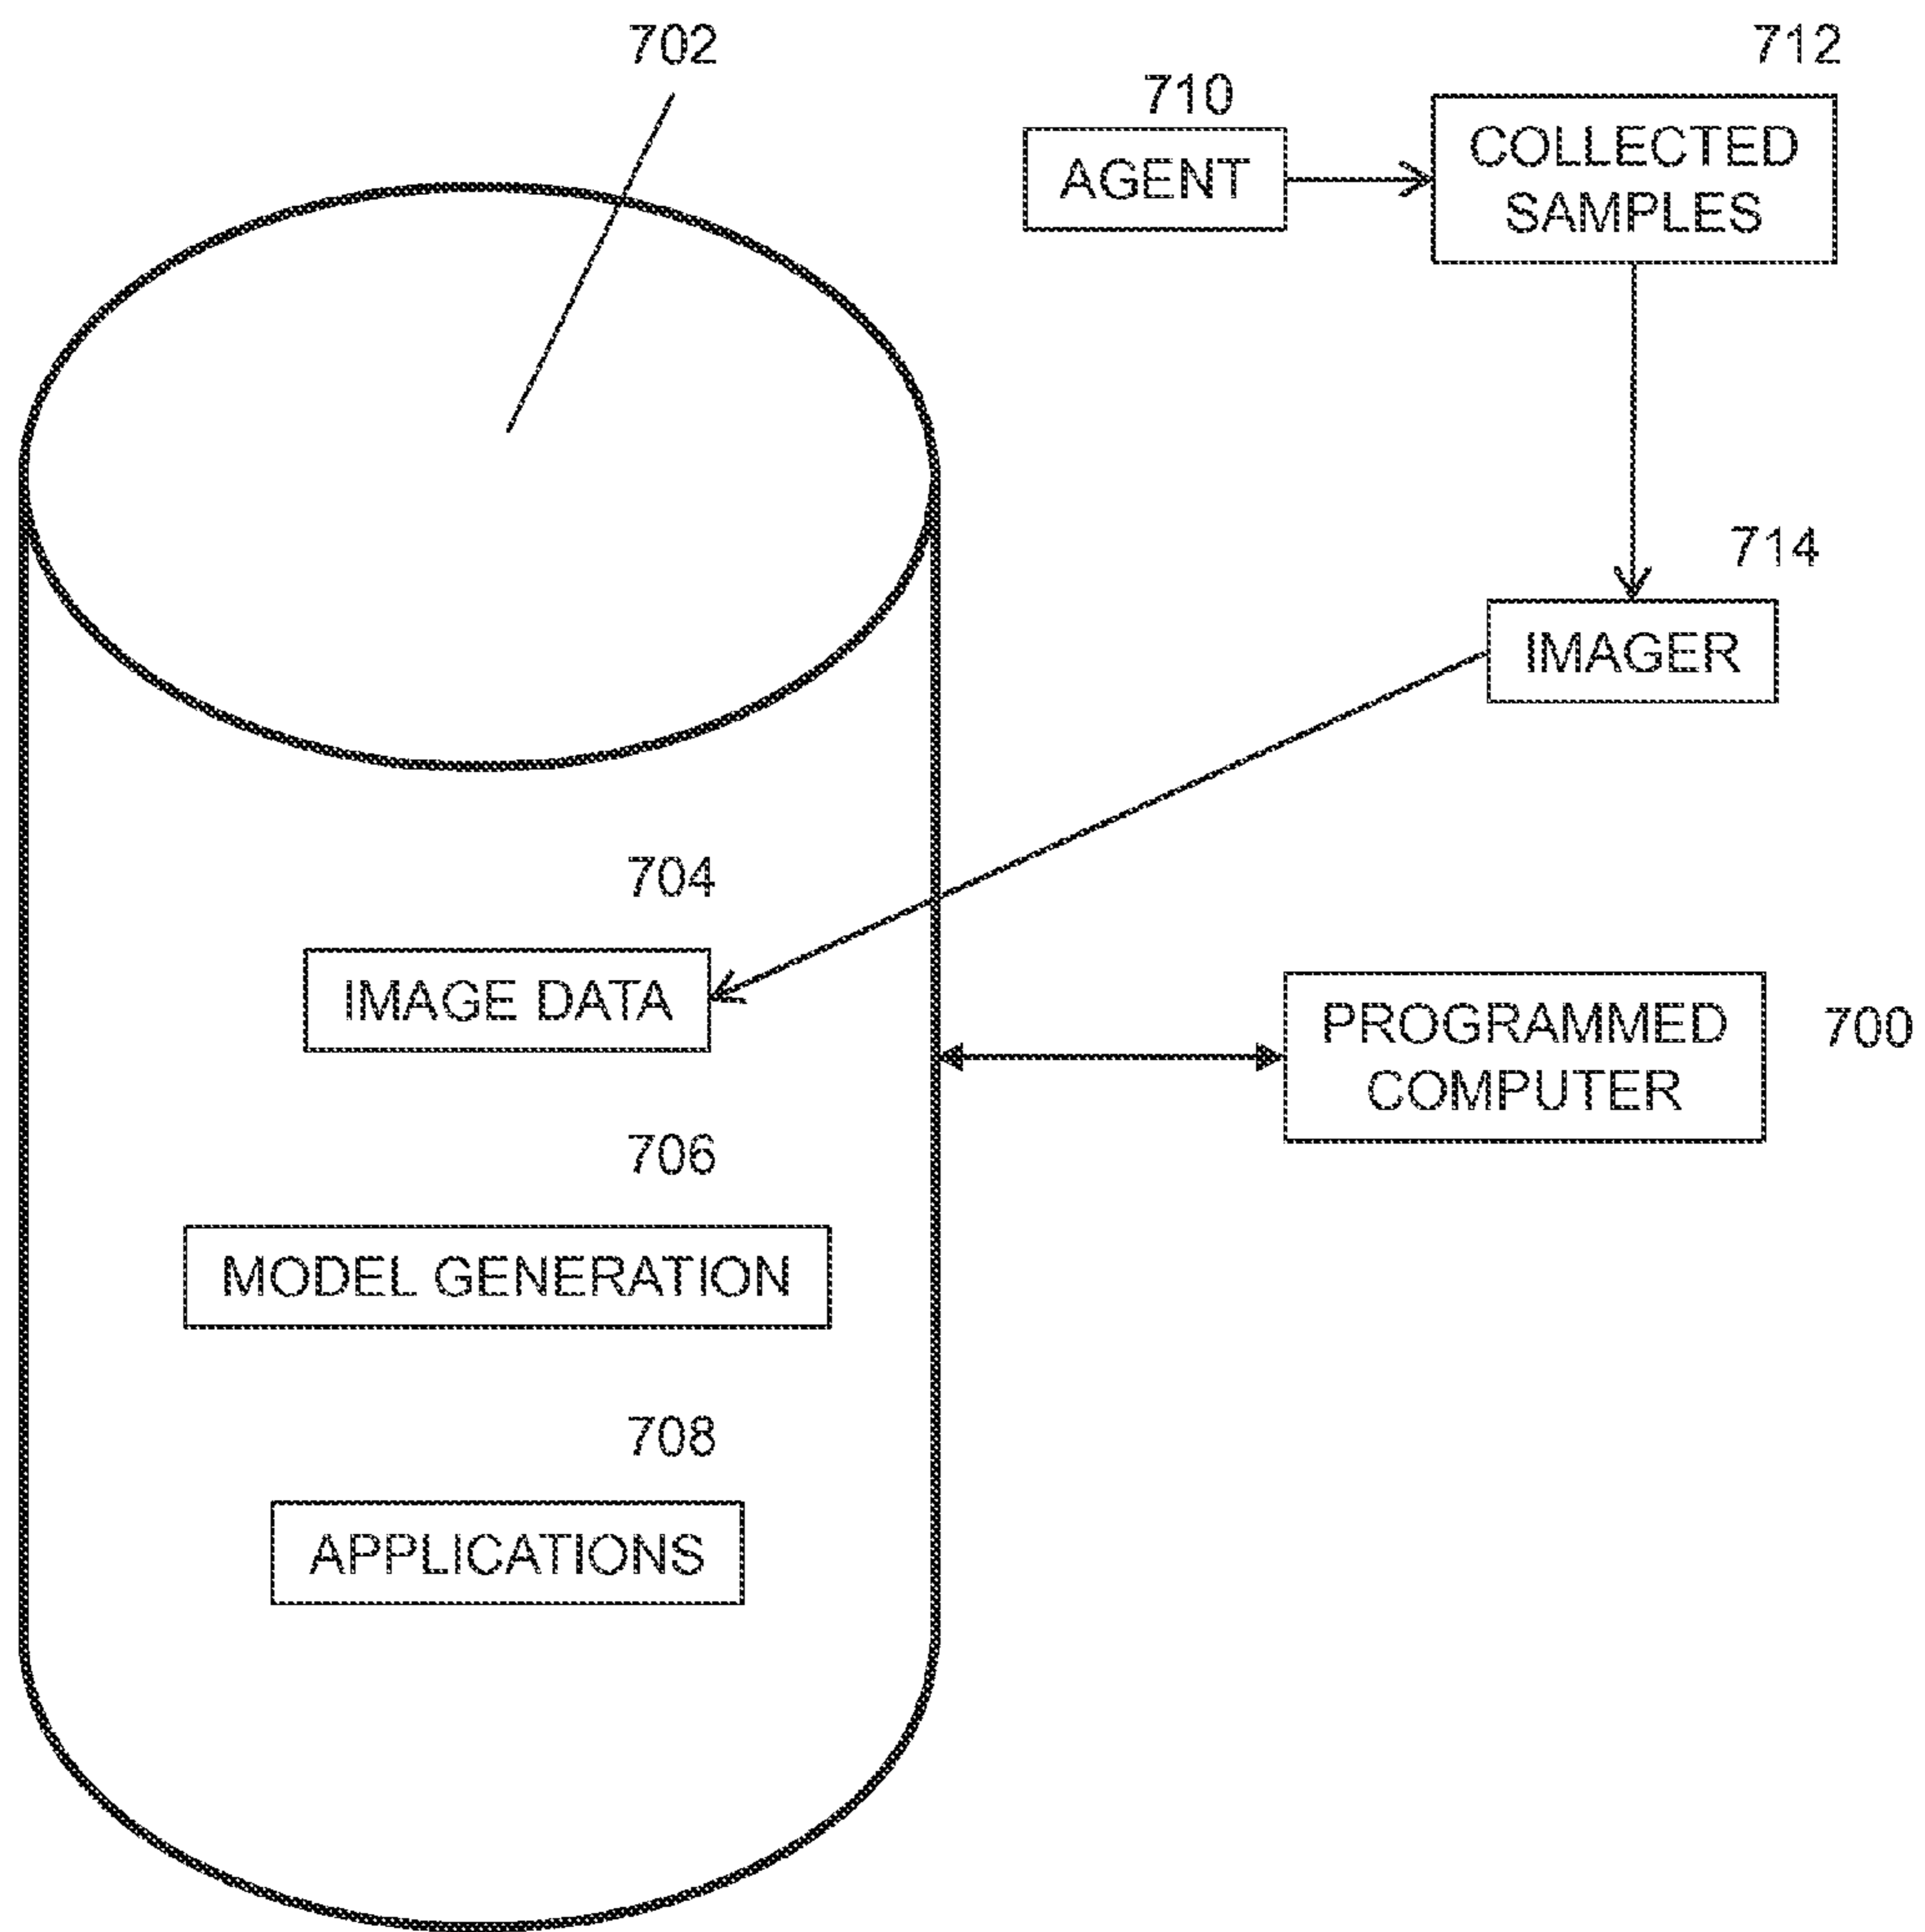 702
712
710
AGENT
COLLECTED
SAMPLES
714
IMAGER
704
IMAGE DATA
PROGRAMMED
COMPUTER
700
706
MODEL GENERATION
708
APPLICATIONS